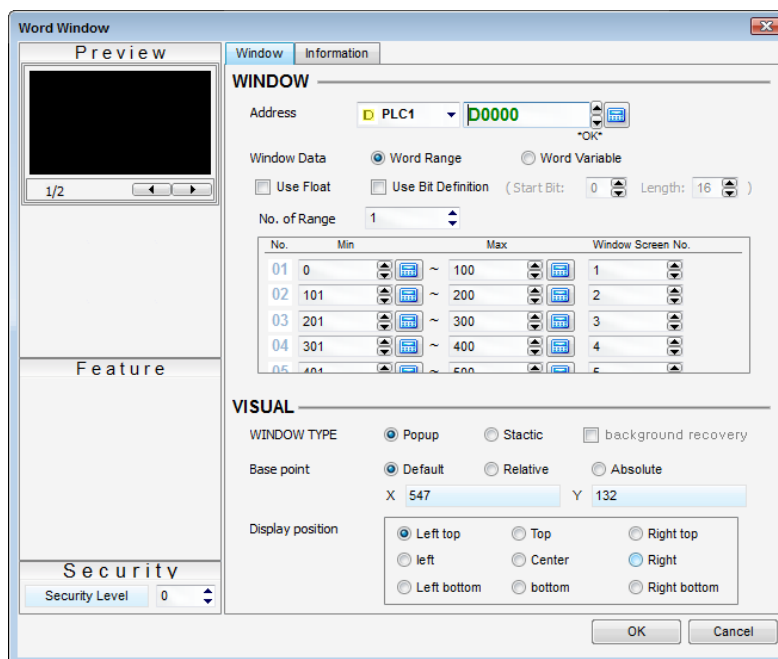 Word Window
Preview
1/2
Feature
Security
Security Level 0
Window Information
WINDOW
Address D PLC1 D0000
*OK*
Window Data Word Range Word Variable
Use Float Use Bit Definition (Start Bit: 0 Length: 16 )
No. of Range 1
No. Min Max Window Screen No.
01 0 ~ 100 1
02 101 ~ 200 2
03 201 ~ 300 3
04 301 ~ 400 4
05 401 ~ 500 5
VISUAL
WINDOW TYPE Popup Stactic background recovery
Base point Default Relative Absolute
X 547 Y 132
Display position Left top Top Right top
left Center Right
Left bottom bottom Right bottom
OK Cancel